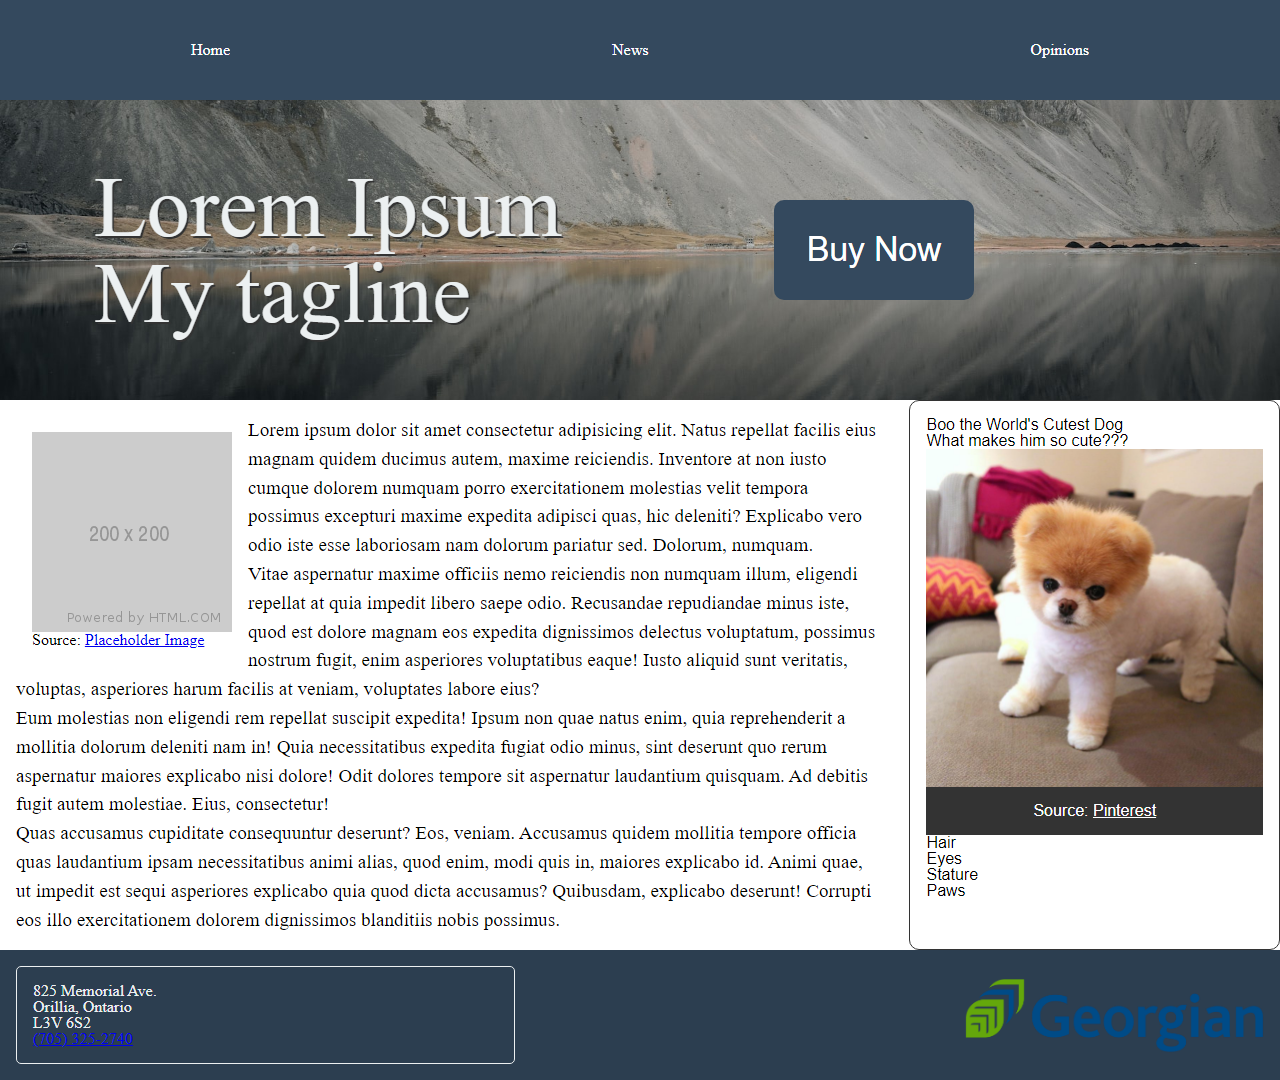 Home
News
Opinions
Lorem Ipsum
My tagline
Buy Now
200 x 200
Powered by HTML.COM
Source: Placeholder Image
Lorem ipsum dolor sit amet consectetur adipisicing elit. Natus repellat facilis eius
magnam quidem ducimus autem, maxime reiciendis. Inventore at non iusto
cumque dolorem numquam porro exercitationem molestias velit tempora
possimus excepturi maxime expedita adipisci quas, hic deleniti? Explicabo vero
odio iste esse laboriosam nam dolorum pariatur sed. Dolorum, numquam.
Vitae aspernatur maxime officiis nemo reiciendis non numquam illum, eligendi
repellat at quia impedit libero saepe odio. Recusandae repudiandae minus iste,
quod est dolore magnam eos expedita dignissimos delectus voluptatum, possimus
nostrum fugit, enim asperiores voluptatibus eaque! Iusto aliquid sunt veritatis,
voluptas, asperiores harum facilis at veniam, voluptates labore eius?
Eum molestias non eligendi rem repellat suscipit expedita! Ipsum non quae natus enim, quia reprehenderit a
mollitia dolorum deleniti nam in! Quia necessitatibus expedita fugiat odio minus, sint deserunt quo rerum
aspernatur maiores explicabo nisi dolore! Odit dolores tempore sit aspernatur laudantium quisquam. Ad debitis
fugit autem molestiae. Eius, consectetur!
Quas accusamus cupiditate consequuntur deserunt? Eos, veniam. Accusamus quidem mollitia tempore officia
quas laudantium ipsam necessitatibus animi alias, quod enim, modi quis in, maiores explicabo id. Animi quae,
ut impedit est sequi asperiores explicabo quia quod dicta accusamus? Quibusdam, explicabo deserunt! Corrupti
eos illo exercitationem dolorem dignissimos blanditiis nobis possimus.
Boo the World's Cutest Dog
What makes him so cute???
Source: Pinterest
Hair
Eyes
Stature
Paws
825 Memorial Ave.
Orillia, Ontario
L3V 6S2
(705) 325-2740
Georgian